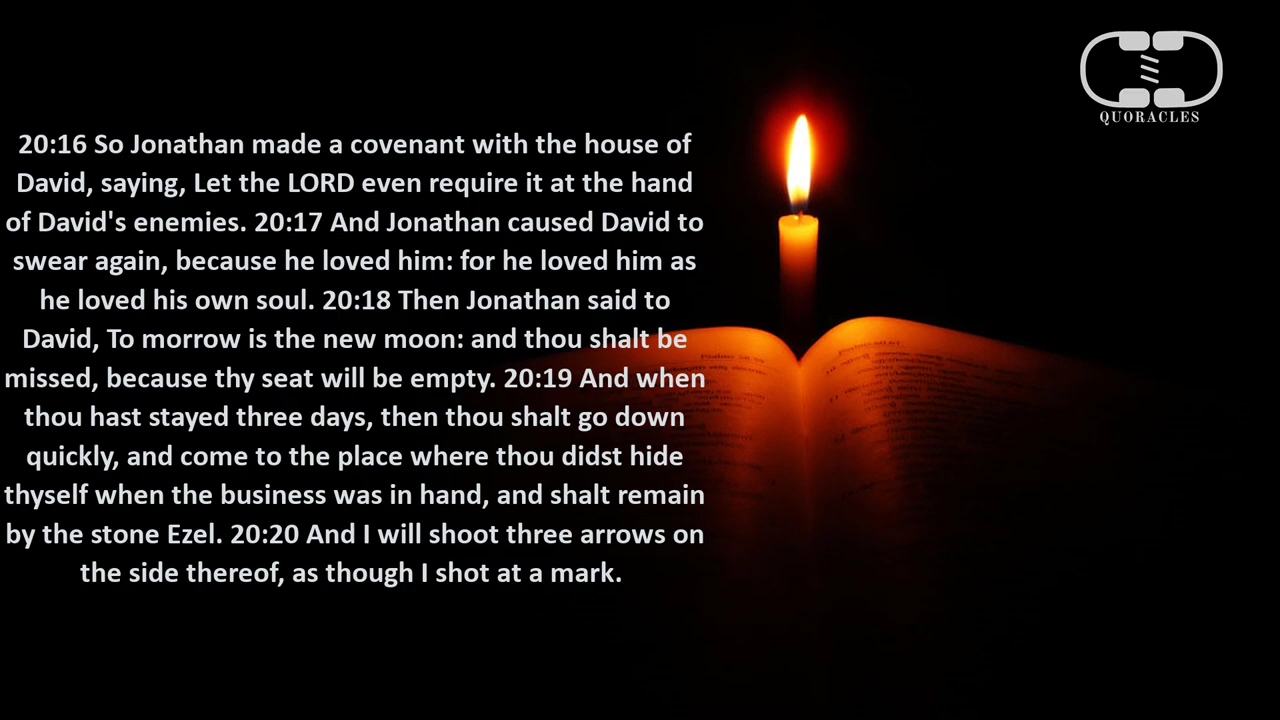 QUORACLES
20:16 So Jonathan made a covenant with the house of
David, saying, Let the LORD even require it at the hand
of David's enemies. 20:17 And Jonathan caused David to
swear again, because he loved him: for he loved him as
he loved his own soul. 20:18 Then Jonathan said to
David, To morrow is the new moon: and thou shalt be
missed, because thy seat will be empty. 20:19 And when
thou hast stayed three days, then thou shalt go down
quickly, and come to the place where thou didst hide
thyself when the business was in hand, and shalt remain
by the stone Ezel. 20:20 And I will shoot three arrows on
the side thereof, as though I shot at a mark.